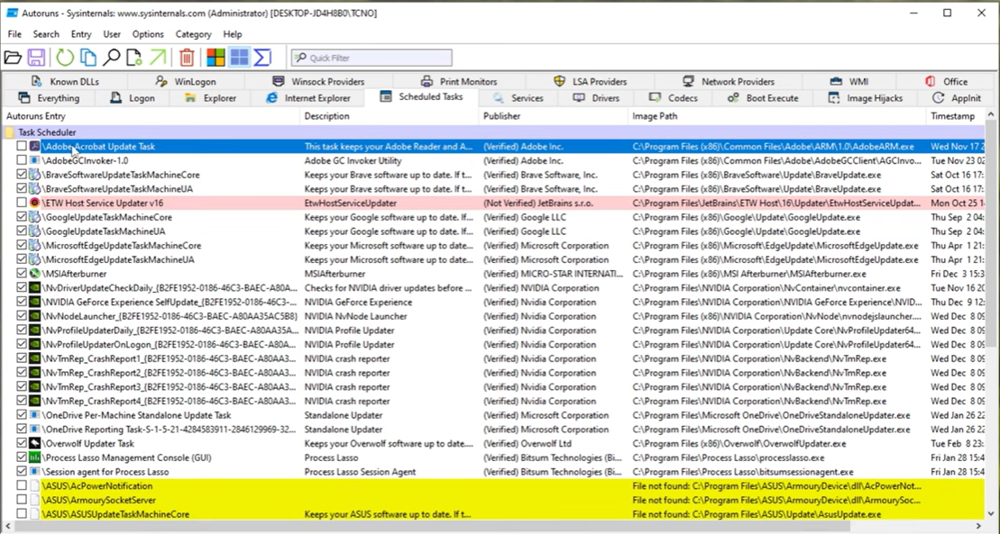 Autoruns - Sysinternals: www.sysinternals.com (Administrator) [DESKTOP-JD4H8B0\TCNO]
File Search Entry User Options Category Help
Quick Filter
Known DLLs WinLogon Winsock Providers Print Monitors LSA Providers Network Providers WMI Office
Everything Logon Explorer Internet Explorer Scheduled Tasks Services Drivers Codecs Boot Execute Image Hijacks AppInit
Autoruns Entry Description Publisher Image Path Timestamp
Task Scheduler
\Adobe Acrobat Update Task This task keeps your Adobe Reader and A... (Verified) Adobe Inc. C:\Program Files (x86)\Common Files\Adobe\ARM\1.0\AdobeARM.exe Wed Nov 17 2
\AdobeGCInvoker-1.0 Adobe GC Invoker Utility (Verified) Adobe Inc. C:\Program Files (x86)\Common Files\Adobe\AdobeGCClient\AGCInvo... Tue Nov 23 02
\BraveSoftwareUpdateTaskMachineCore Keeps your Brave software up to date. If t... (Verified) Brave Software, Inc. C:\Program Files (x86)\BraveSoftware\Update\BraveUpdate.exe Sat Oct 16 17:
\BraveSoftwareUpdateTaskMachineUA Keeps your Brave software up to date. If t... (Verified) Brave Software, Inc. C:\Program Files (x86)\BraveSoftware\Update\BraveUpdate.exe Sat Oct 16 17:
\ETW Host Service Updater v16 EtwHostServiceUpdater (Not Verified) JetBrains s.r.o. C:\Program Files\JetBrains\ETW Host\16\Updater\EtwHostServiceUpdat... Mon Oct 25 1
\GoogleUpdateTaskMachineCore Keeps your Google software up to date. If... (Verified) Google LLC C:\Program Files (x86)\Google\Update\GoogleUpdate.exe Thu Sep 2 04:
\GoogleUpdateTaskMachineUA Keeps your Google software up to date. If... (Verified) Google LLC C:\Program Files (x86)\Google\Update\GoogleUpdate.exe Thu Sep 2 04:
\MicrosoftEdgeUpdateTaskMachineCore Keeps your Microsoft software up to date.... (Verified) Microsoft Corporation C:\Program Files (x86)\Microsoft\EdgeUpdate\MicrosoftEdgeUpdate.exe Thu Apr 1 21:
\MicrosoftEdgeUpdateTaskMachineUA Keeps your Microsoft software up to date.... (Verified) Microsoft Corporation C:\Program Files (x86)\Microsoft\EdgeUpdate\MicrosoftEdgeUpdate.exe Thu Apr 1 21:
\MSIAfterburner MSIAfterburner (Verified) MICRO-STAR INTERNATI... C:\Program Files (x86)\MSI Afterburner\MSIAfterburner.exe Fri Dec 3 15:3
\NvDriverUpdateCheckDaily_{B2FE1952-0186-46C3-BAEC-A80A... Checks for NVIDIA driver updates before ... (Verified) Nvidia Corporation C:\Program Files\NVIDIA Corporation\NvContainer\nvcontainer.exe Tue Nov 16 20
\NVIDIA GeForce Experience SelfUpdate_{B2FE1952-0186-46C3-... NVIDIA GeForce Experience (Verified) Nvidia Corporation C:\Program Files\NVIDIA Corporation\NVIDIA GeForce Experience\NVID... Thu Dec 9 12:
\NvNodeLauncher_{B2FE1952-0186-46C3-BAEC-A80AA35AC5B8} NVIDIA NvNode Launcher (Verified) Nvidia Corporation C:\Program Files (x86)\NVIDIA Corporation\NvNode\nvnodejslauncher.... Wed Dec 8 09
\NvProfileUpdaterDaily_{B2FE1952-0186-46C3-BAEC-A80AA35A... NVIDIA Profile Updater (Verified) Nvidia Corporation C:\Program Files\NVIDIA Corporation\Update Core\NvProfileUpdater64... Wed Dec 8 09
\NvProfileUpdaterOnLogon_{B2FE1952-0186-46C3-BAEC-A80AA... NVIDIA Profile Updater (Verified) Nvidia Corporation C:\Program Files\NVIDIA Corporation\Update Core\NvProfileUpdater64... Wed Dec 8 09
\NvTmRep_CrashReport1_{B2FE1952-0186-46C3-BAEC-A80AA3... NVIDIA crash reporter (Verified) Nvidia Corporation C:\Program Files\NVIDIA Corporation\NvBackend\NvTmRep.exe Wed Dec 8 09
\NvTmRep_CrashReport2_{B2FE1952-0186-46C3-BAEC-A80AA3... NVIDIA crash reporter (Verified) Nvidia Corporation C:\Program Files\NVIDIA Corporation\NvBackend\NvTmRep.exe Wed Dec 8 09
\NvTmRep_CrashReport3_{B2FE1952-0186-46C3-BAEC-A80AA3... NVIDIA crash reporter (Verified) Nvidia Corporation C:\Program Files\NVIDIA Corporation\NvBackend\NvTmRep.exe Wed Dec 8 09
\NvTmRep_CrashReport4_{B2FE1952-0186-46C3-BAEC-A80AA3... NVIDIA crash reporter (Verified) Nvidia Corporation C:\Program Files\NVIDIA Corporation\NvBackend\NvTmRep.exe Wed Dec 8 09
\OneDrive Per-Machine Standalone Update Task Standalone Updater (Verified) Microsoft Corporation C:\Program Files\Microsoft OneDrive\OneDriveStandaloneUpdater.exe Wed Jan 26 22
\OneDrive Reporting Task-S-1-5-21-4284583911-2846129969-32... Standalone Updater (Verified) Microsoft Corporation C:\Program Files\Microsoft OneDrive\OneDriveStandaloneUpdater.exe Wed Jan 26 22
\Overwolf Updater Task Keeps your Overwolf software up to date.... (Verified) Overwolf Ltd C:\Program Files (x86)\Overwolf\OverwolfUpdater.exe Tue Feb 8 23:
\Process Lasso Management Console (GUI) Process Lasso (Verified) Bitsum Technologies (Bi... C:\Program Files\Process Lasso\processlasso.exe Fri Jan 28 15:4
\Session agent for Process Lasso Process Lasso Session Agent (Verified) Bitsum Technologies (Bi... C:\Program Files\Process Lasso\bitsumsessionagent.exe Fri Jan 28 15:4
\ASUS\AcPowerNotification File not found: C:\Program Files\ASUS\ArmouryDevice\dll\AcPowerNot...
\ASUS\ArmourySocketServer File not found: C:\Program Files\ASUS\ArmouryDevice\dll\ArmourySoc...
\ASUS\ASUSUpdateTaskMachineCore Keeps your ASUS software up to date. If t... File not found: C:\Program Files\ASUS\Update\AsusUpdate.exe